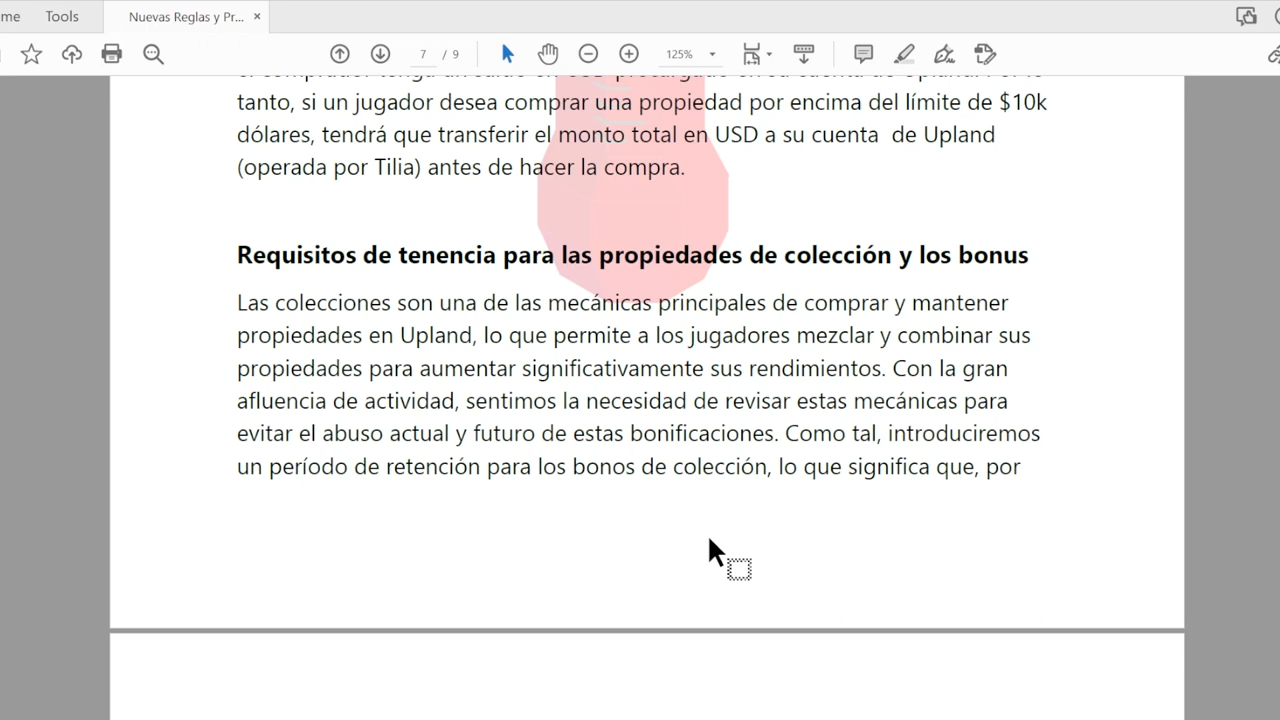 me Tools Nuevas Reglas y Pr... ×
7 / 9 125%
tanto, si un jugador desea comprar una propiedad por encima del límite de $10k
dólares, tendrá que transferir el monto total en USD a su cuenta de Upland
(operada por Tilia) antes de hacer la compra.
Requisitos de tenencia para las propiedades de colección y los bonus
Las colecciones son una de las mecánicas principales de comprar y mantener
propiedades en Upland, lo que permite a los jugadores mezclar y combinar sus
propiedades para aumentar significativamente sus rendimientos. Con la gran
afluencia de actividad, sentimos la necesidad de revisar estas mecánicas para
evitar el abuso actual y futuro de estas bonificaciones. Como tal, introduciremos
un período de retención para los bonos de colección, lo que significa que, por